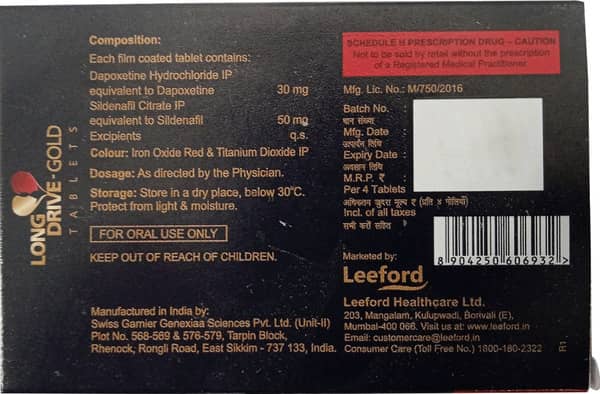 LONG DRIVE-GOLD
TABLETS
Composition:
Each film coated tablet contains:
Dapoxetine Hydrochloride IP
equivalent to Dapoxetine 30 mg
Sildenafil Citrate IP
equivalent to Sildenafil 50 mg
Excipients q.s.
Colour: Iron Oxide Red & Titanium Dioxide IP
Dosage: As directed by the Physician.
Storage: Store in a dry place, below 30°C.
Protect from light & moisture.
FOR ORAL USE ONLY
KEEP OUT OF REACH OF CHILDREN.
Manufactured in India by:
Swiss Garnier Genexiaa Sciences Pvt. Ltd. (Unit-II)
Plot No. 568-569 & 576-579, Tarpin Block,
Rhenock, Rongli Road, East Sikkim - 737 133, India.
SCHEDULE H PRESCRIPTION DRUG – CAUTION
Not to be sold by retail without the prescription
of a Registered Medical Practitioner.
Mfg. Lic. No.: M/750/2016
Batch No. :
घान संख्या
Mfg. Date :
उत्पादन तिथि
Expiry Date :
अवसान तिथि
M.R.P. ₹ :
Per 4 Tablets
अधिकतम खुदरा मूल्य ₹ (प्रति ४ गोलियाँ)
Incl. of all taxes
सभी करों सहित
8 904250 606932 >
Marketed by:
Leeford
Leeford Healthcare Ltd.
203, Mangalam, Kulupwadi, Borivali (E),
Mumbai-400 066. Visit us at: www.leeford.in
Email: customercare@leeford.in
Consumer Care (Toll Free No.) 1800-180-2322
R1